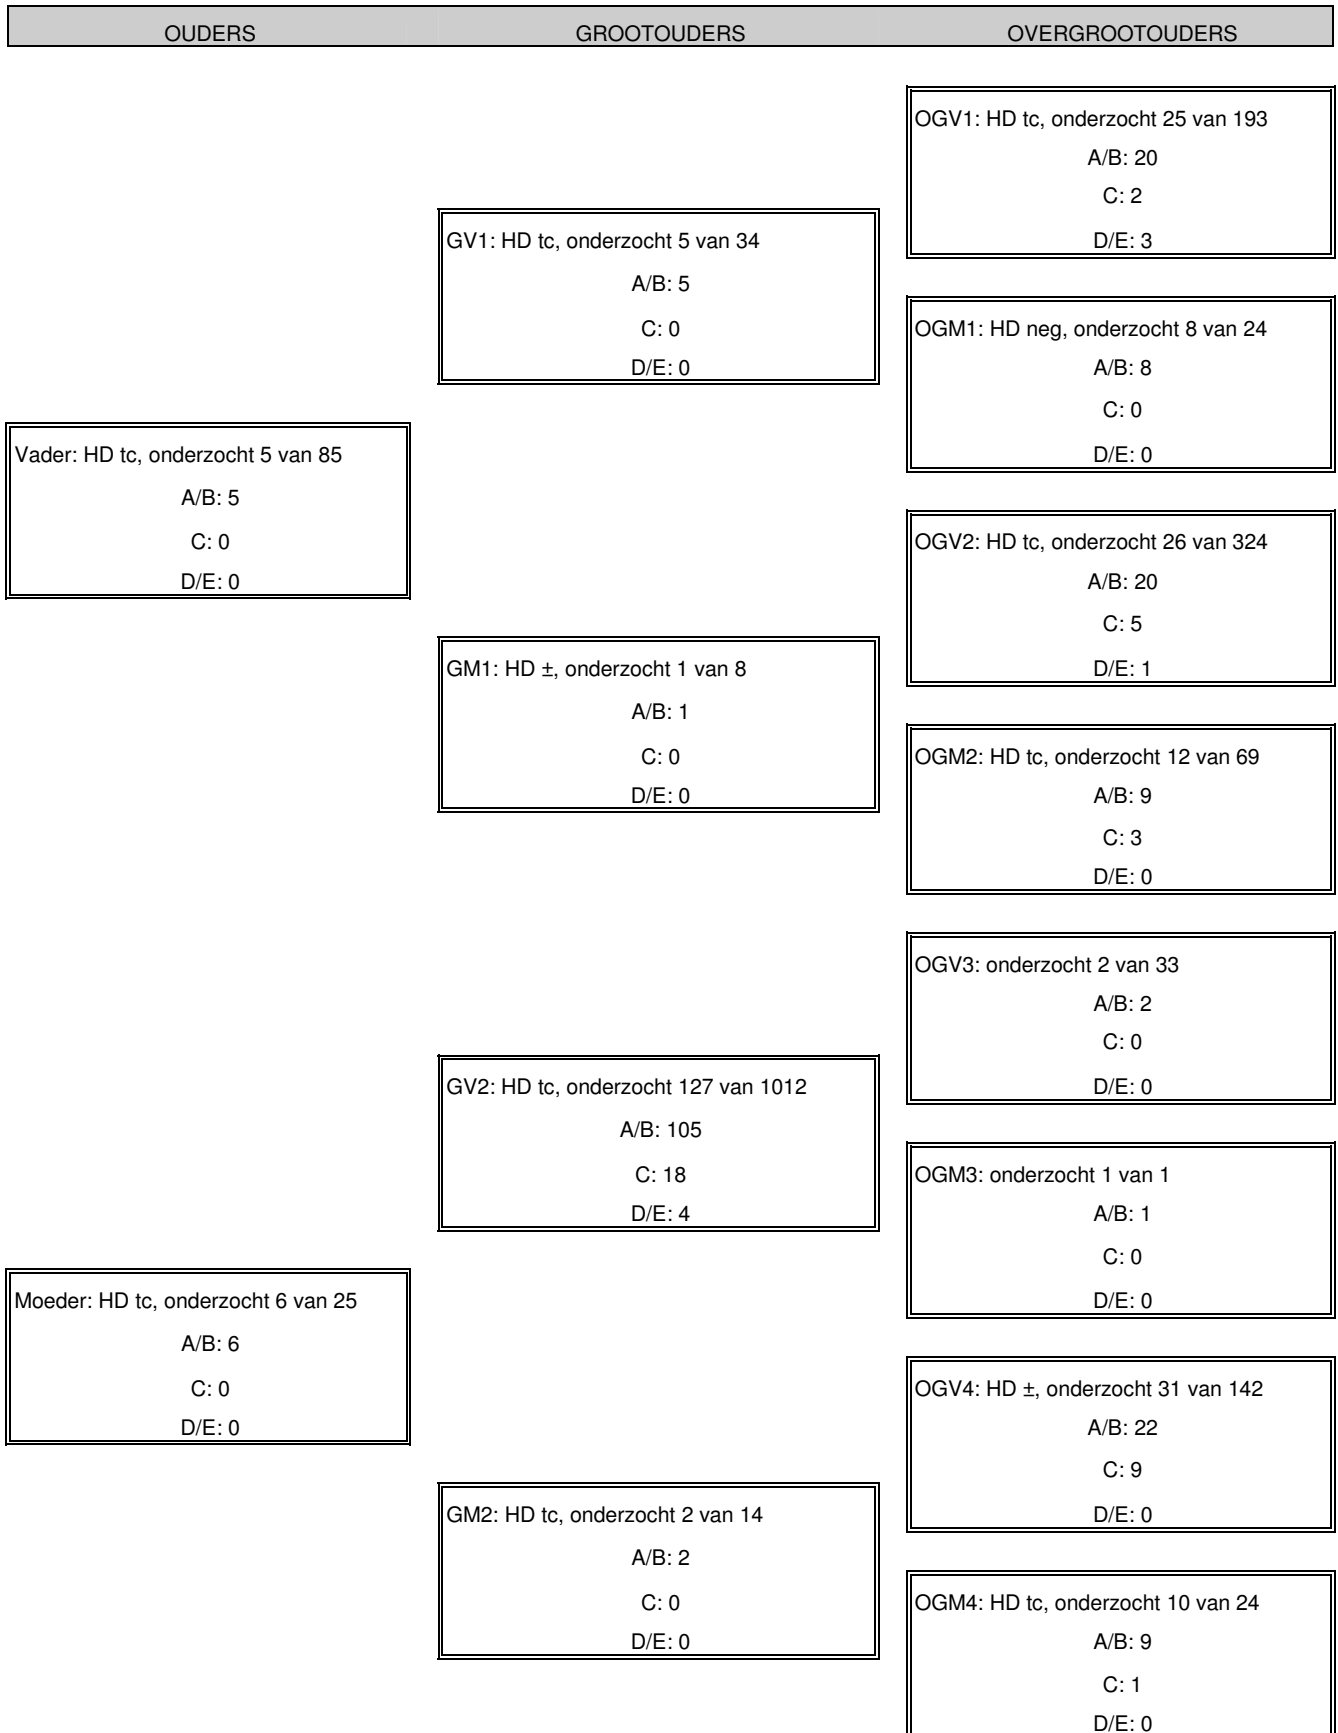 OUDERS GROOTOUDERS OVERGROOTOUDERS
Vader: HD tc, onderzocht 5 van 85
A/B: 5
C: 0
D/E: 0
Moeder: HD tc, onderzocht 6 van 25
A/B: 6
C: 0
D/E: 0
GV1: HD tc, onderzocht 5 van 34
A/B: 5
C: 0
D/E: 0
GM1: HD ±, onderzocht 1 van 8
A/B: 1
C: 0
D/E: 0
GV2: HD tc, onderzocht 127 van 1012
A/B: 105
C: 18
D/E: 4
GM2: HD tc, onderzocht 2 van 14
A/B: 2
C: 0
D/E: 0
OGV1: HD tc, onderzocht 25 van 193
A/B: 20
C: 2
D/E: 3
OGM1: HD neg, onderzocht 8 van 24
A/B: 8
C: 0
D/E: 0
OGV2: HD tc, onderzocht 26 van 324
A/B: 20
C: 5
D/E: 1
OGM2: HD tc, onderzocht 12 van 69
A/B: 9
C: 3
D/E: 0
OGV3: onderzocht 2 van 33
A/B: 2
C: 0
D/E: 0
OGM3: onderzocht 1 van 1
A/B: 1
C: 0
D/E: 0
OGV4: HD ±, onderzocht 31 van 142
A/B: 22
C: 9
D/E: 0
OGM4: HD tc, onderzocht 10 van 24
A/B: 9
C: 1
D/E: 0